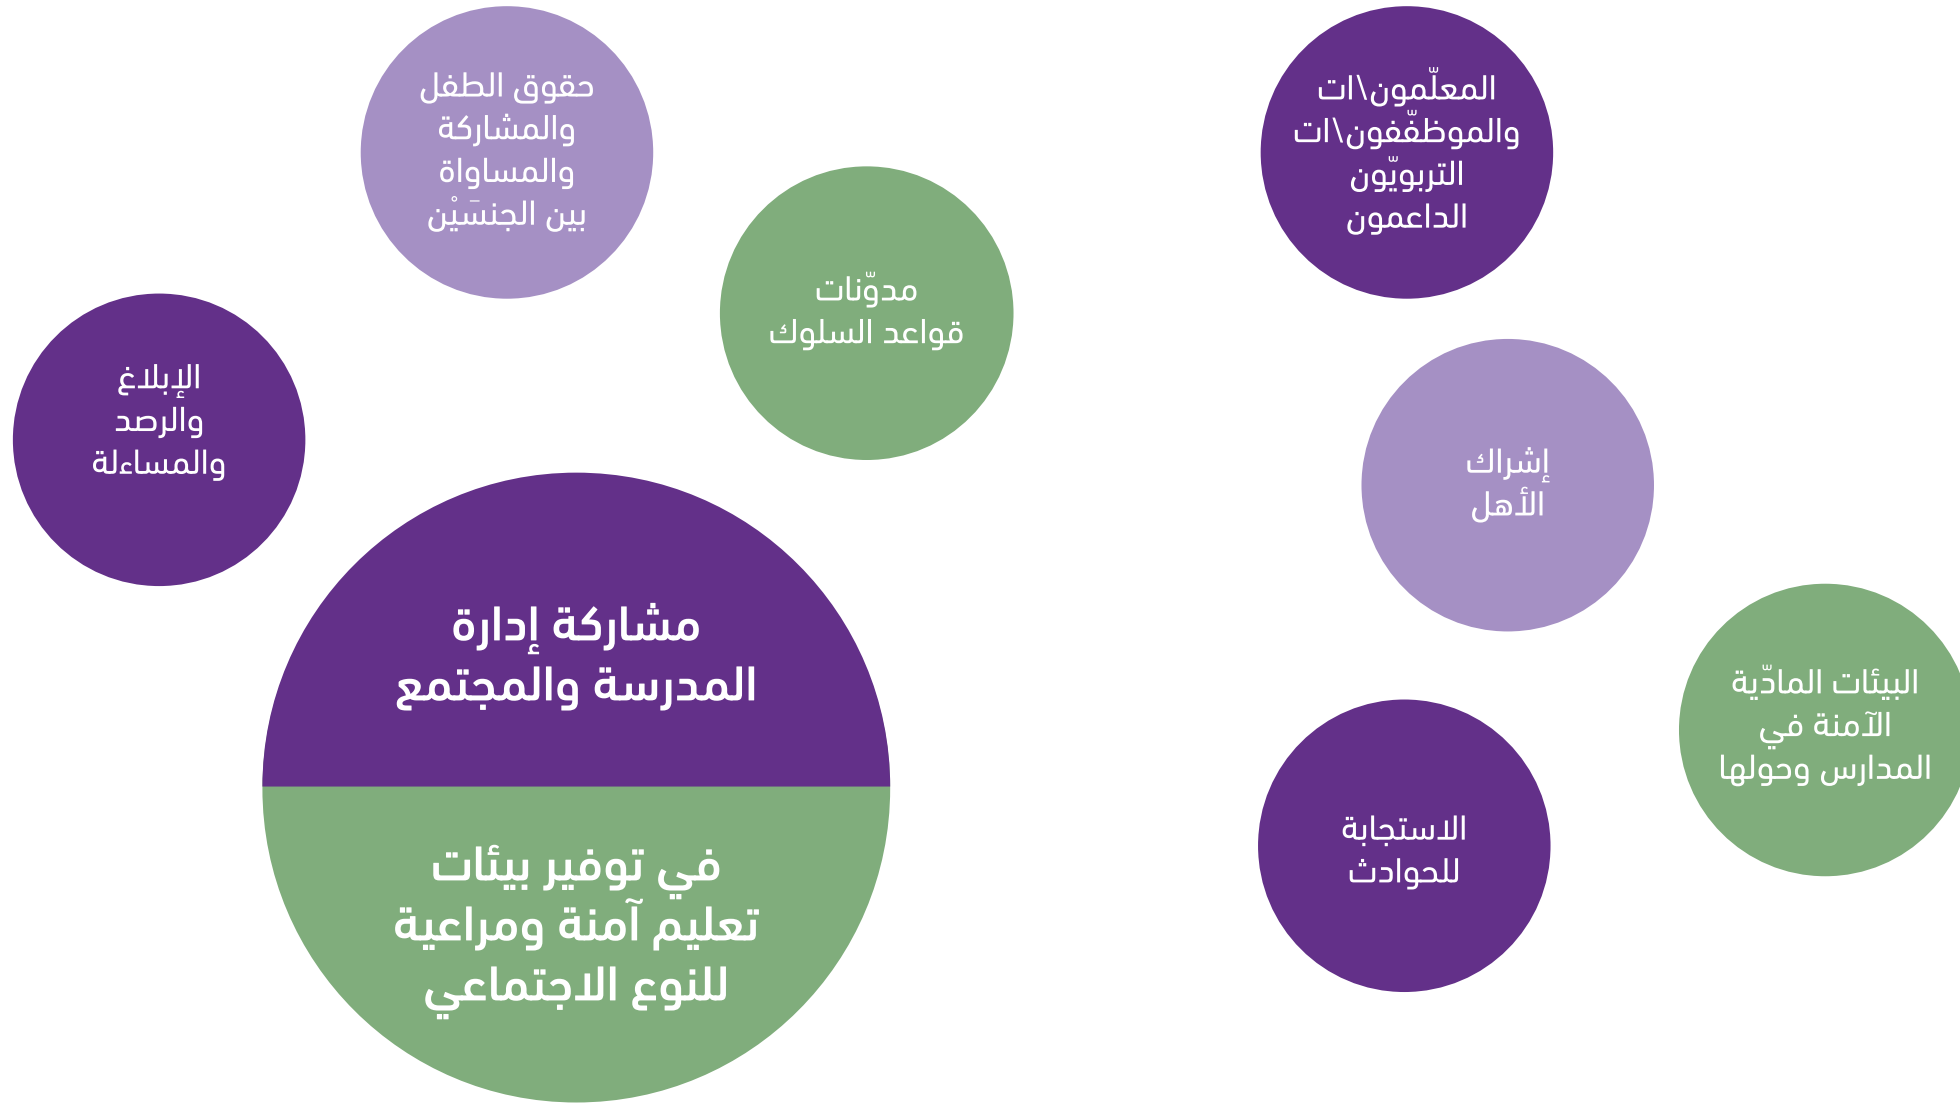 المعلّمون\ات
والموظفّفون\ات
التربويّون
الداعمون
إشراك
الأهل
البيئات المادّية
الآمنة في
المدارس وحولها
الاستجابة
للحوادث
حقوق الطفل
والمشاركة
والمساواة
بين الجنسَيْن
مدوّنات
قواعد السلوك
الإبلاغ
والرصد
والمساءلة
مشاركة إدارة
المدرسة والمجتمع
في توفير بيئات
تعليم آمنة ومراعية
للنوع الاجتماعي